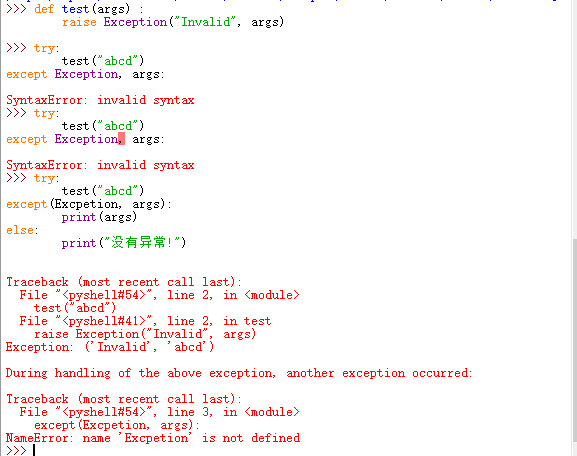 >>> def test(args) :
        raise Exception("Invalid", args)
>>> try:
        test("abcd")
except Exception, args:
SyntaxError: invalid syntax
>>> try:
        test("abcd")
except Exception, args:
SyntaxError: invalid syntax
>>> try:
        test("abcd")
except(Excpetion, args):
        print(args)
else:
        print("没有异常!")
Traceback (most recent call last):
  File "<pyshell#54>", line 2, in <module>
    test("abcd")
  File "<pyshell#41>", line 2, in test
    raise Exception("Invalid", args)
Exception: ('Invalid', 'abcd')
During handling of the above exception, another exception occurred:
Traceback (most recent call last):
  File "<pyshell#54>", line 3, in <module>
    except(Excpetion, args):
NameError: name 'Excpetion' is not defined
>>>